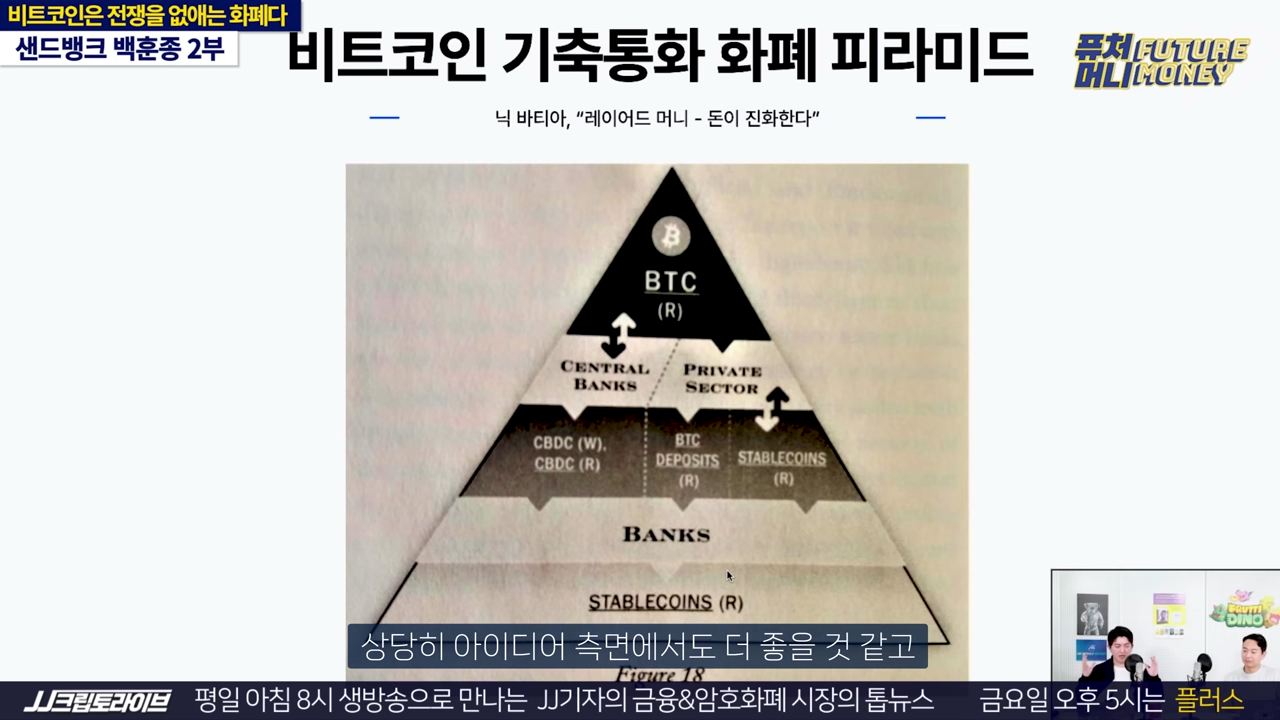 비트코인은 전쟁을 없애는 화폐다
샌드뱅크 백훈종 2부
비트코인 기축통화 화폐 피라미드
퓨처 FUTURE
머니 MONEY
닉 바티아, “레이어드 머니 - 돈이 진화한다”
BTC
(R)
CENTRAL
BANKS
PRIVATE
SECTOR
CBDC (W),
CBDC (R)
BTC
DEPOSITS
(R)
STABLECOINS
(R)
BANKS
STABLECOINS (R)
상당히 아이디어 측면에서도 더 좋을 것 같고
Figure 18
FRUTTI
DINO
JJ크립토라이브 평일 아침 8시 생방송으로 만나는 JJ기자의 금융&암호화폐 시장의 톱뉴스 금요일 오후 5시는 플러스